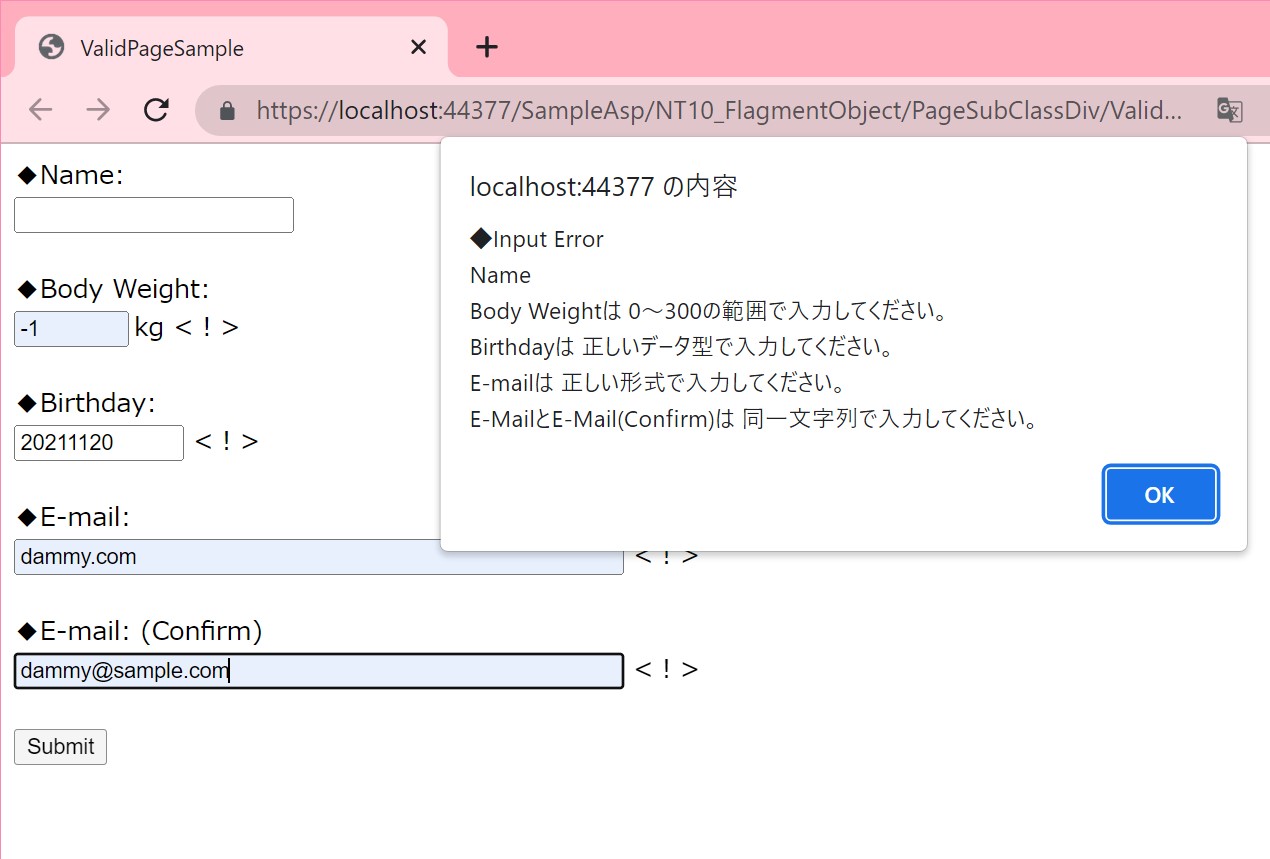 ValidPageSample
https://localhost:44377/SampleAsp/NT10_FlagmentObject/PageSubClassDiv/Valid...
◆Name:
◆Body Weight:
-1 kg < ! >
◆Birthday:
20211120 < ! >
◆E-mail:
dammy.com < ! >
◆E-mail: (Confirm)
dammy@sample.com < ! >
Submit
localhost:44377 の内容
◆Input Error
Name
Body Weightは 0～300の範囲で入力してください。
Birthdayは 正しいデータ型で入力してください。
E-mailは 正しい形式で入力してください。
E-MailとE-Mail(Confirm)は 同一文字列で入力してください。
OK